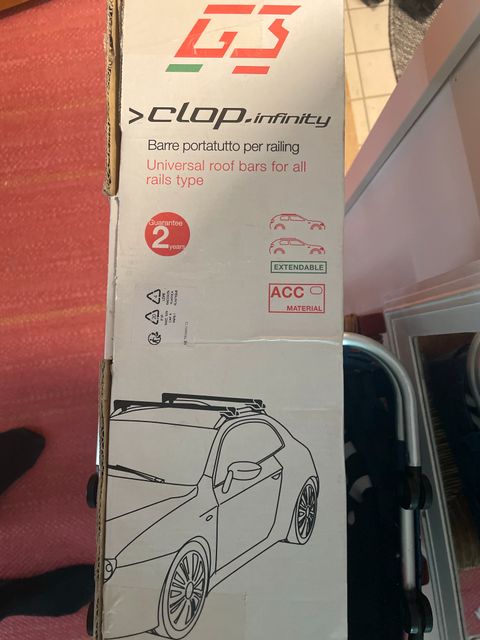 G3
>clop.infinity
Barre portatutto per railing
Universal roof bars for all
rails type
Guarantee
2
years
EXTENDABLE
ACC
MATERIAL